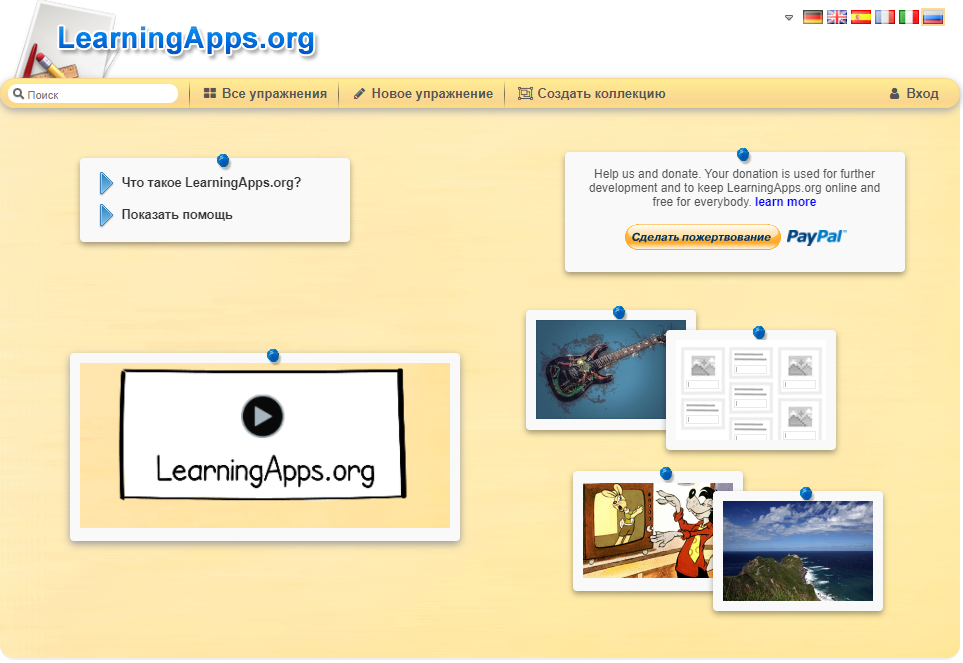 LearningApps.org
Поиск
Все упражнения
Новое упражнение
Создать коллекцию
Вход
Что такое LearningApps.org?
Показать помощь
Help us and donate. Your donation is used for further
development and to keep LearningApps.org online and
free for everybody. learn more
Сделать пожертвование
PayPal™
LearningApps.org